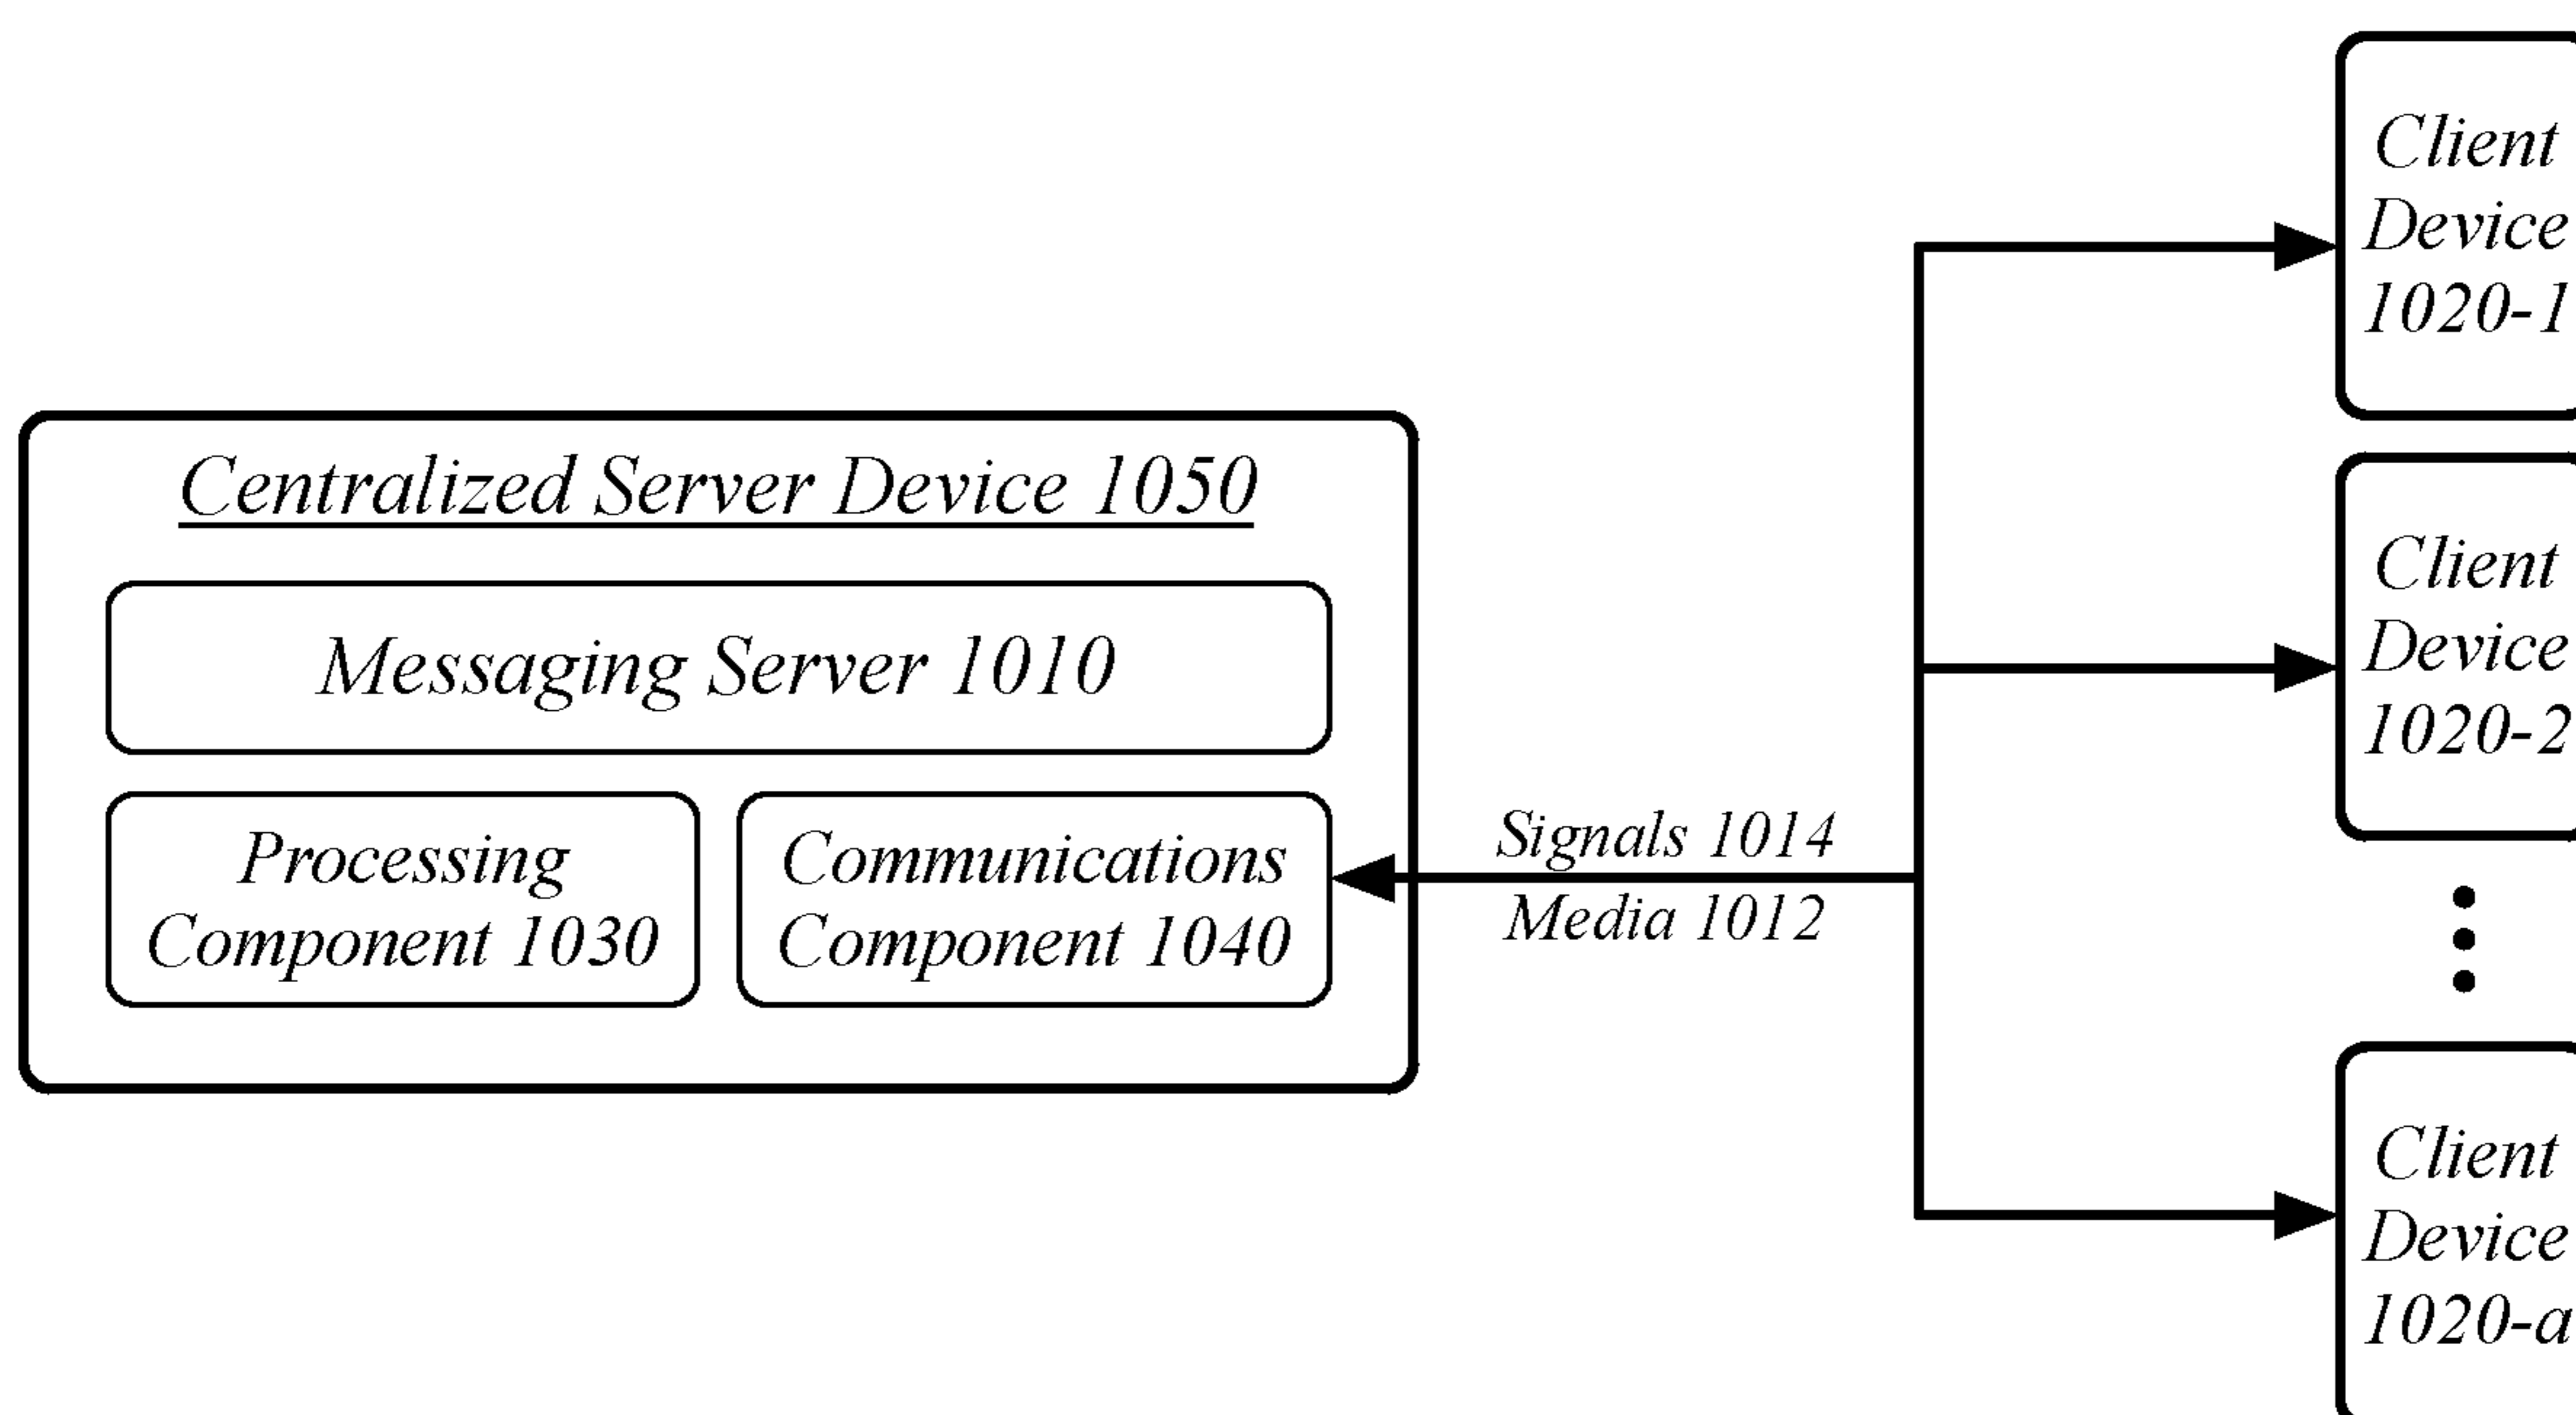 Centralized Server Device 1050
Messaging Server 1010
Processing
Component 1030
Communications
Component 1040
Signals 1014
Media 1012
Client
Device
1020-1
Client
Device
1020-2
Client
Device
1020-a